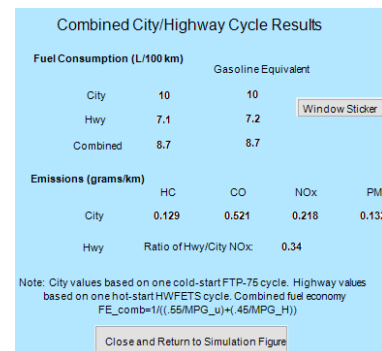 Combined City/Highway Cycle Results
Fuel Consumption (L/100 km)
Gasoline Equivalent
City 10 10
Window Sticker
Hwy 7.1 7.2
Combined 8.7 8.7
Emissions (grams/km)
HC CO NOx PM
City 0.129 0.521 0.218
Hwy Ratio of Hwy/City NOx: 0.34
Note: City values based on one cold-start FTP-75 cycle. Highway values
based on one hot-start HWFETS cycle. Combined fuel economy
FE_comb=1/((.55/MPG_u)+(.45/MPG_H))
Close and Return to Simulation Figure